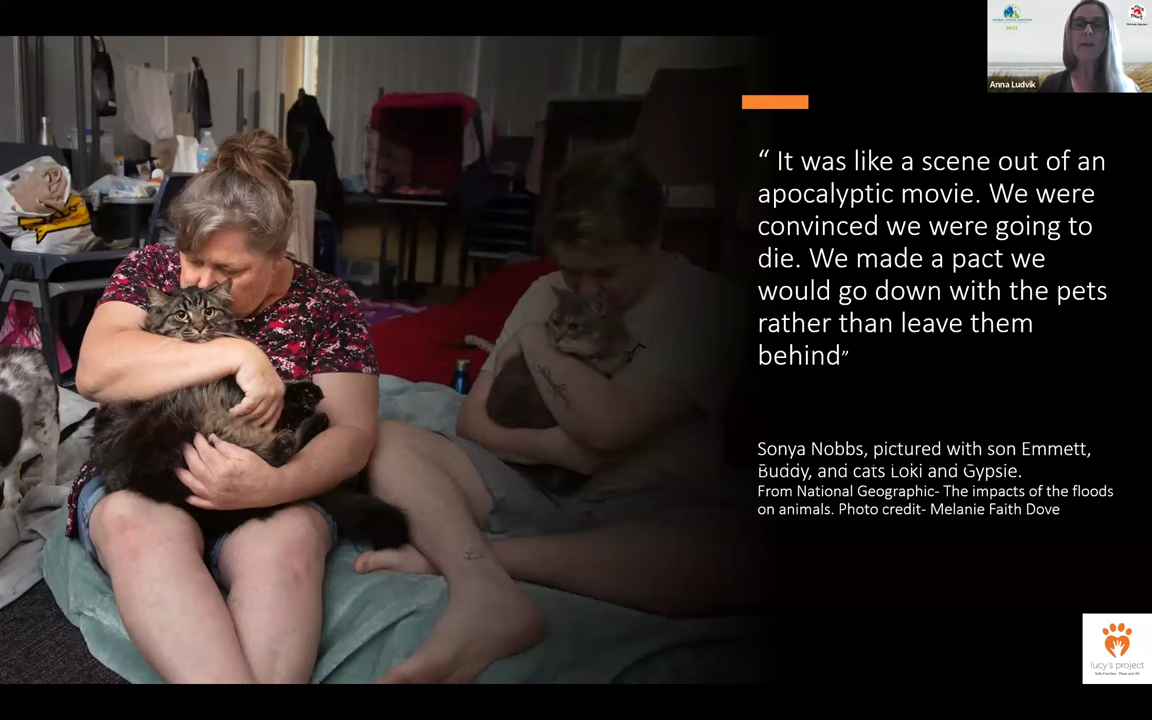 2023
Anna Ludvik
“ It was like a scene out of an
apocalyptic movie. We were
convinced we were going to
die. We made a pact we
would go down with the pets
rather than leave them
behind”
Sonya Nobbs, pictured with son Emmett,
Buddy, and cats Loki and Gypsie.
From National Geographic- The impacts of the floods
on animals. Photo credit- Melanie Faith Dove
lucy's project